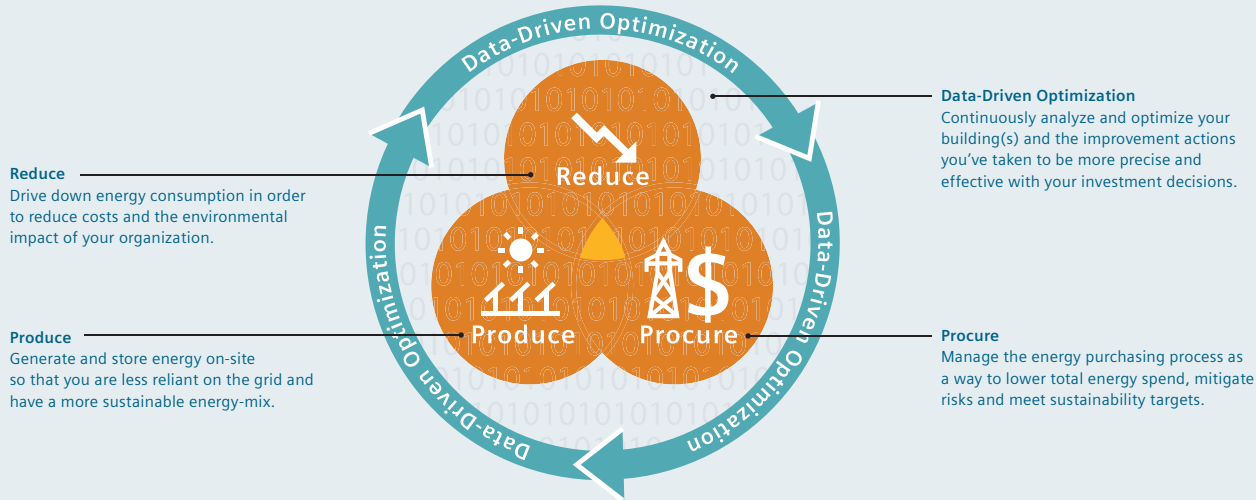 Data-Driven Optimization
Data-Driven Optimization
Data-Driven Optimization
Reduce
Produce
Procure
Reduce
Drive down energy consumption in order
to reduce costs and the environmental
impact of your organization.
Produce
Generate and store energy on-site
so that you are less reliant on the grid and
have a more sustainable energy-mix.
Data-Driven Optimization
Continuously analyze and optimize your
building(s) and the improvement actions
you’ve taken to be more precise and
effective with your investment decisions.
Procure
Manage the energy purchasing process as
a way to lower total energy spend, mitigate
risks and meet sustainability targets.
$